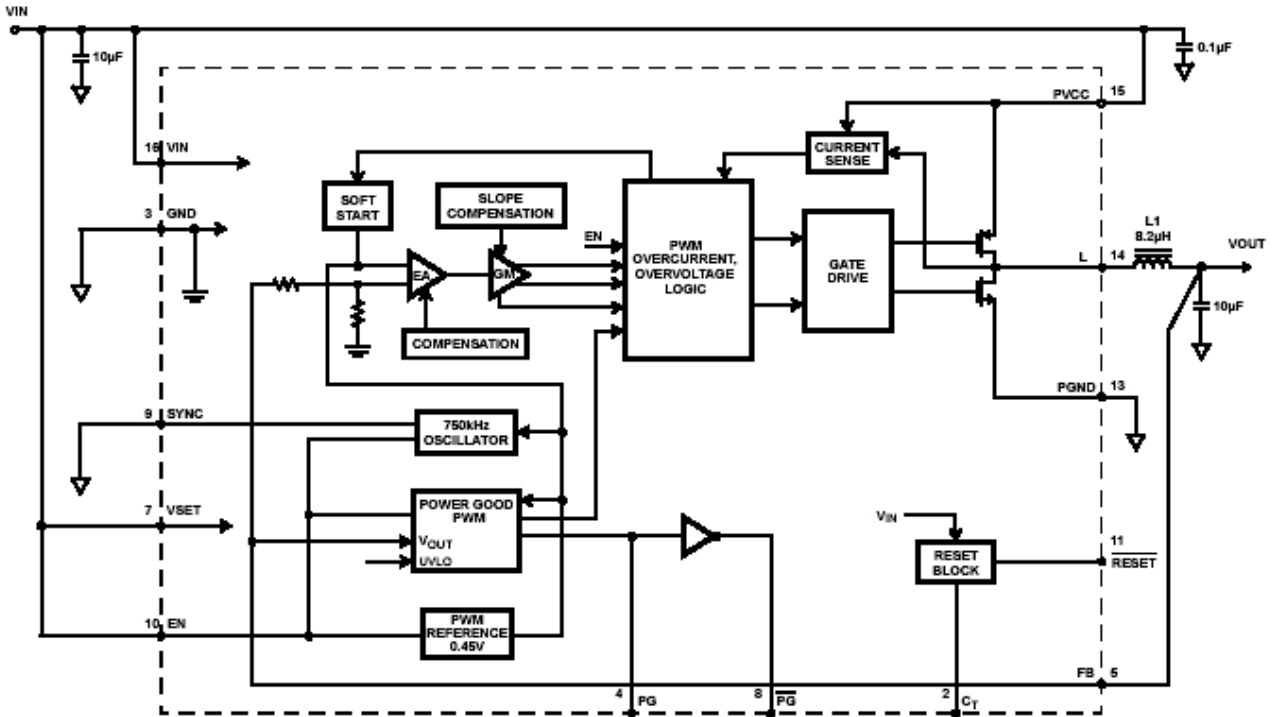 VIN
10µF
0.1µF
PVCC
15
16 VIN
CURRENT
SENSE
SOFT
START
SLOPE
COMPENSATION
3 GND
EN
PWM
OVERCURRENT,
OVERVOLTAGE
LOGIC
GATE
DRIVE
L1
8.2µH
L
14
VOUT
EA
GM
10µF
COMPENSATION
PGND
13
9 SYNC
750kHz
OSCILLATOR
7 VSET
POWER GOOD
PWM
VOUT
UVLO
VIN
RESET
BLOCK
11
RESET
10 EN
PWM
REFERENCE
0.45V
FB
5
4 PG
8 PG
2 CT